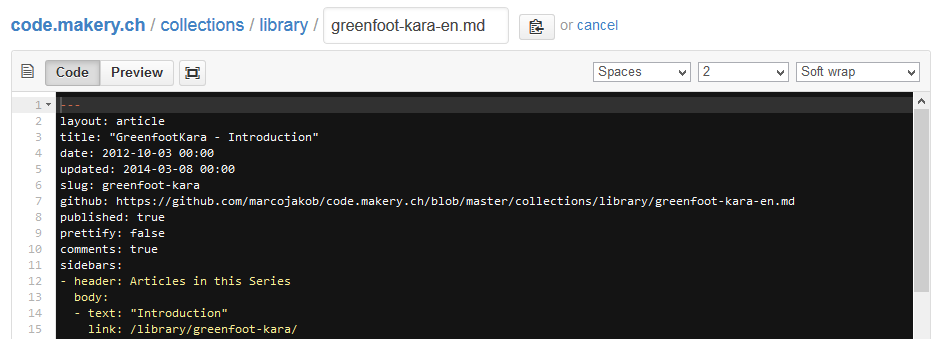 code.makery.ch / collections / library / greenfoot-kara-en.md or cancel
Code Preview Spaces 2 Soft wrap
1 ---
2 layout: article
3 title: "GreenfootKara - Introduction"
4 date: 2012-10-03 00:00
5 updated: 2014-03-08 00:00
6 slug: greenfoot-kara
7 github: https://github.com/marcojakob/code.makery.ch/blob/master/collections/library/greenfoot-kara-en.md
8 published: true
9 prettify: false
10 comments: true
11 sidebars:
12 - header: Articles in this Series
13   body:
14   - text: "Introduction"
15     link: /library/greenfoot-kara/